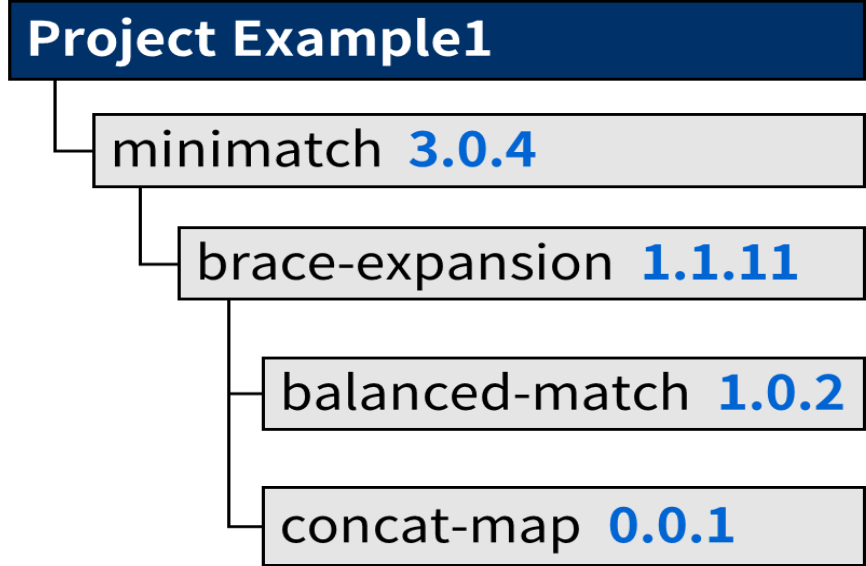 Project Example1
minimatch 3.0.4
brace-expansion 1.1.11
balanced-match 1.0.2
concat-map 0.0.1